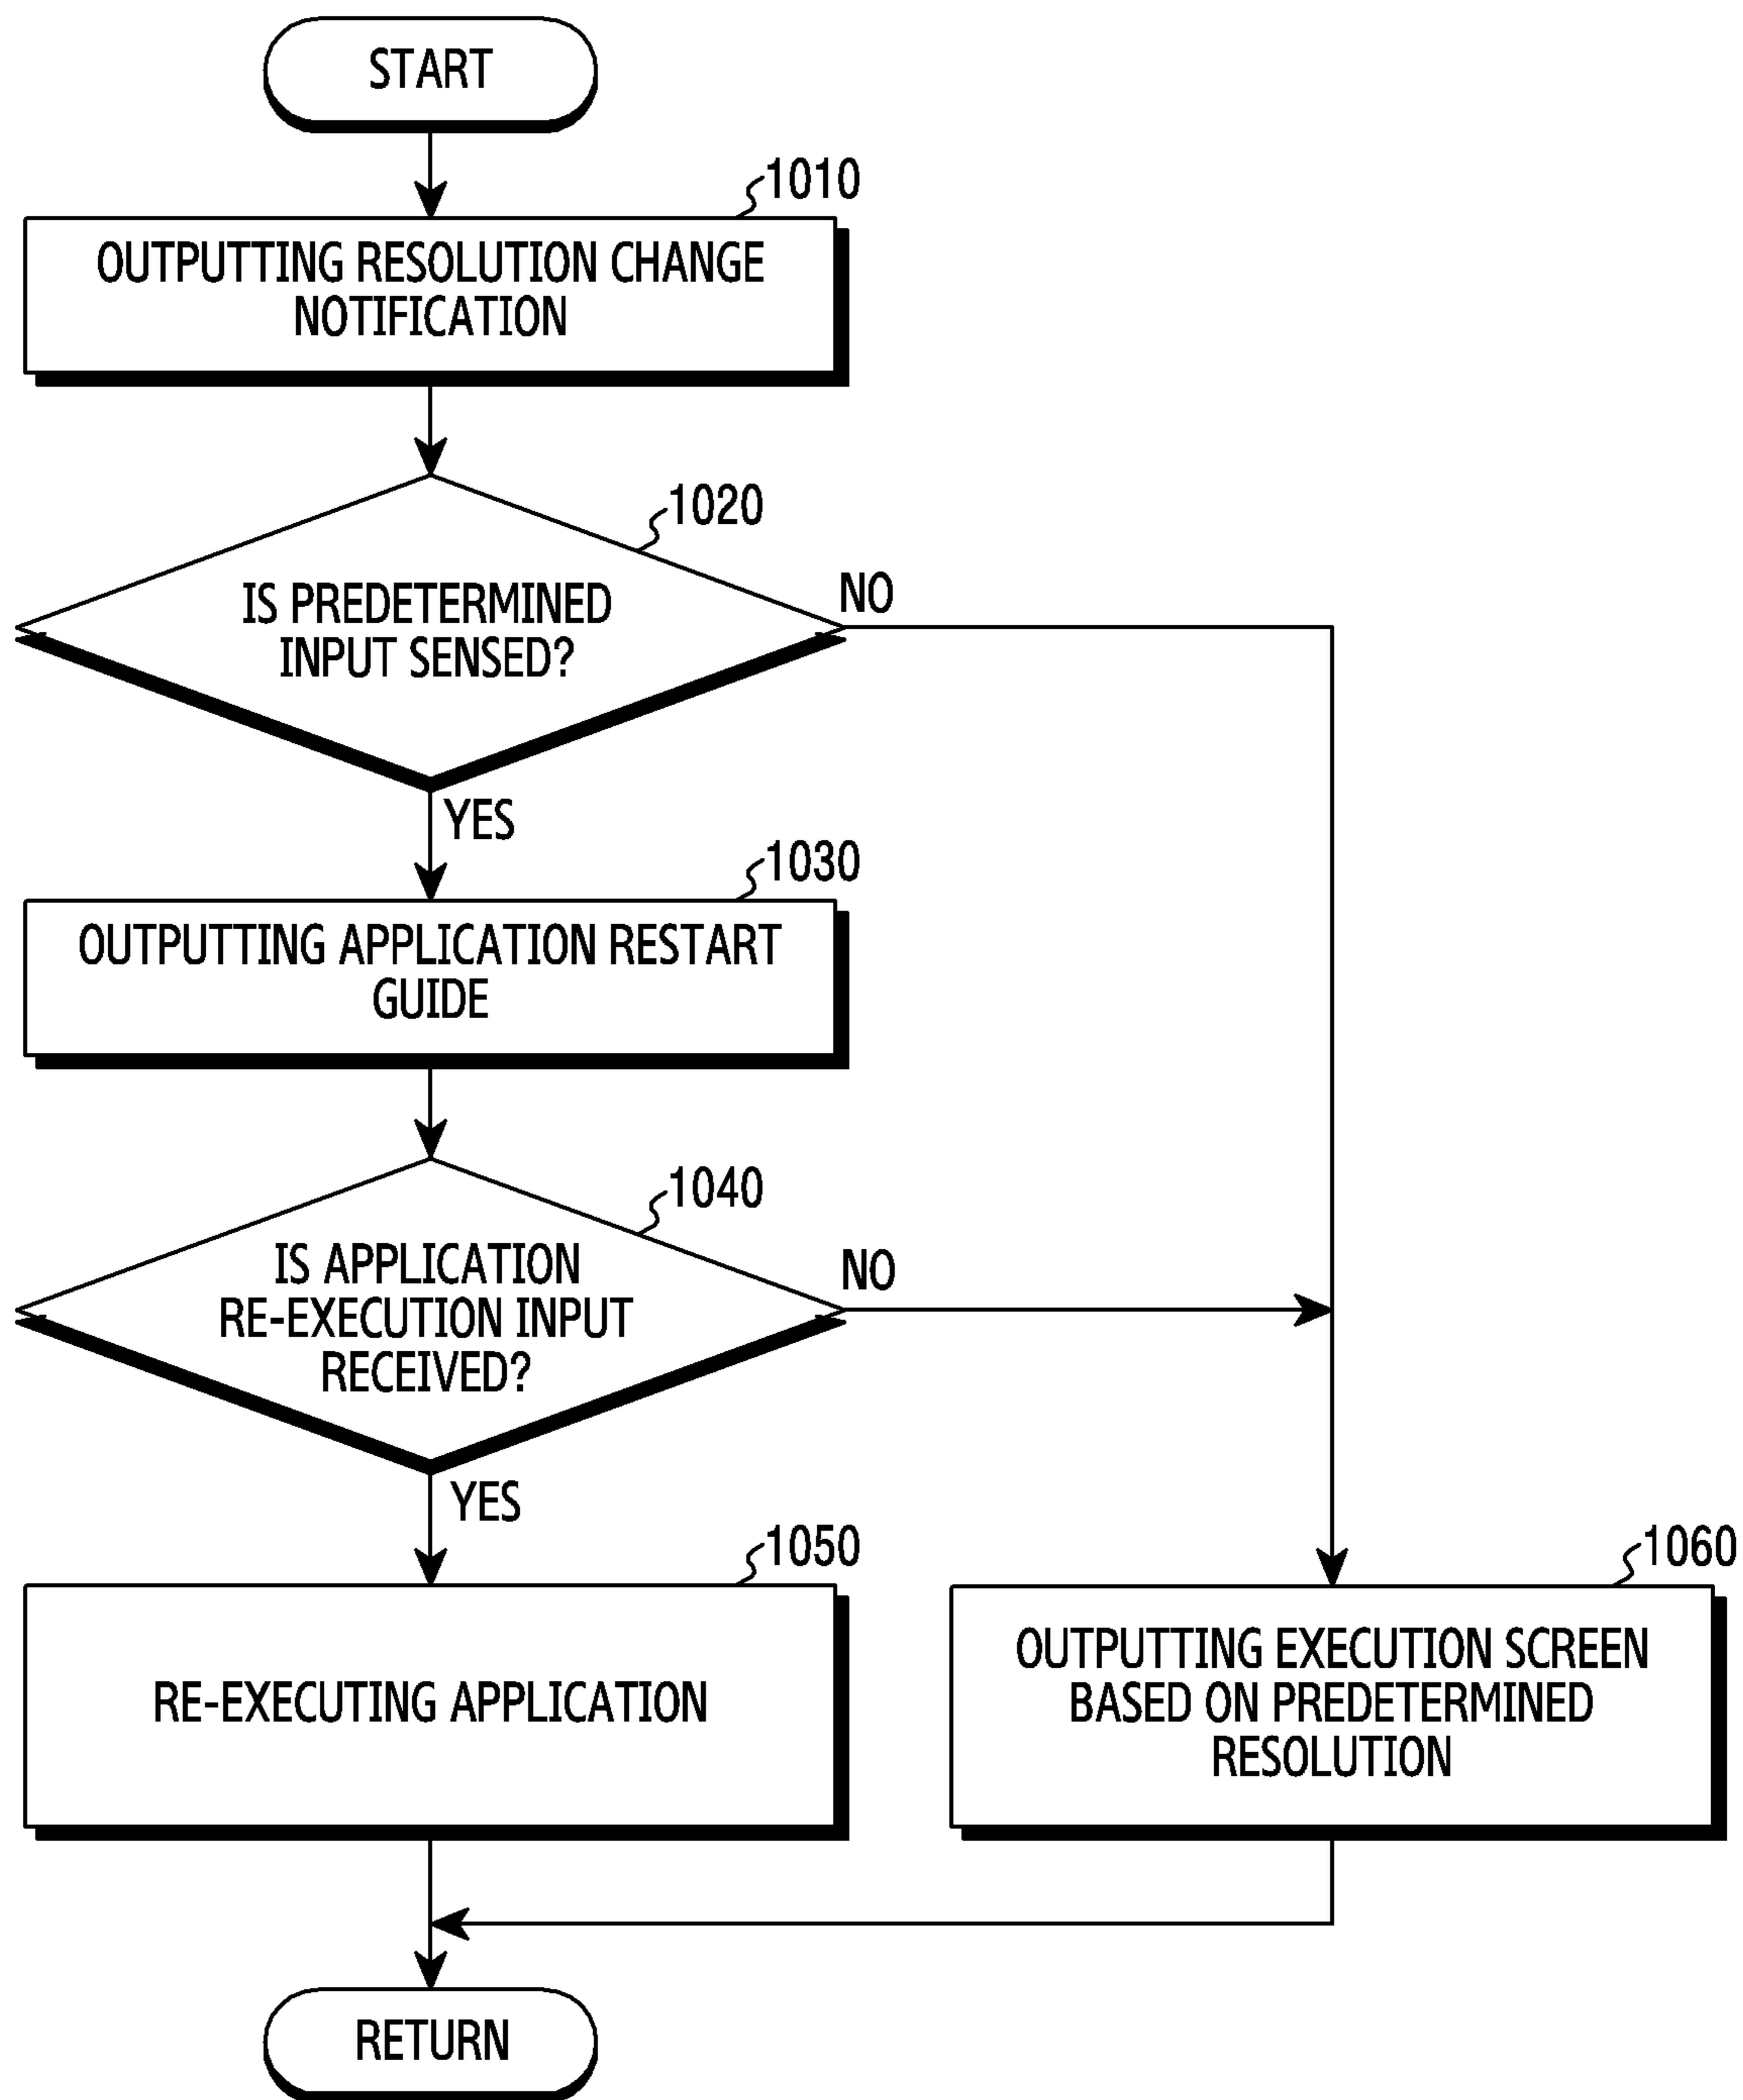 START
1010
OUTPUTTING RESOLUTION CHANGE
NOTIFICATION
1020
IS PREDETERMINED
INPUT SENSED?
NO
YES
1030
OUTPUTTING APPLICATION RESTART
GUIDE
1040
IS APPLICATION
RE-EXECUTION INPUT
RECEIVED?
NO
YES
1050
RE-EXECUTING APPLICATION
1060
OUTPUTTING EXECUTION SCREEN
BASED ON PREDETERMINED
RESOLUTION
RETURN